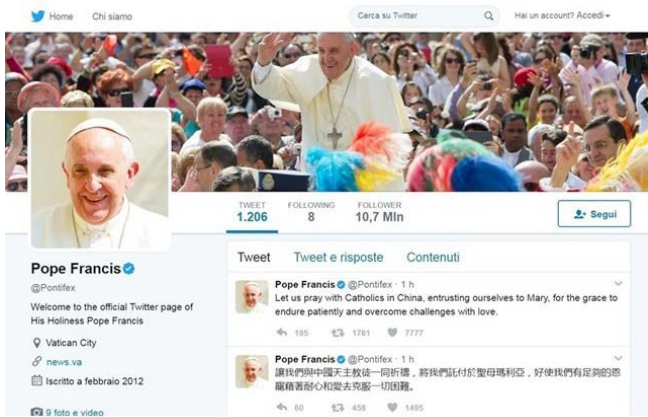 Home Chi siamo Cerca su Twitter Hai un account? Accedi
TWEET FOLLOWING FOLLOWER
1.206 8 10,7 Mln Segui
Pope Francis
@Pontifex
Welcome to the official Twitter page of
His Holiness Pope Francis
Vatican City
news.va
Iscritto a febbraio 2012
9 foto e video
Tweet Tweet e risposte Contenuti
Pope Francis @Pontifex · 1 h
Let us pray with Catholics in China, entrusting ourselves to Mary, for the grace to
endure patiently and overcome challenges with love.
195 1761 7777
Pope Francis @Pontifex · 1 h
讓我們與中國天主教徒一同祈禱，將我們託付於聖母瑪利亞，好使我們有足夠的恩
寵藉著耐心和愛去克服一切困難。
60 458 1495